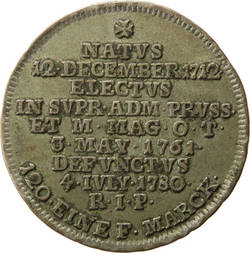 NATVS
12·DECEMBER·1712·
ELECTVS
IN SVPR·ADM·PRVSS·
ET M·MAG·O·T·
3·MAY·1761·
DEFVNCTVS
4·IVLY·1780·
R·I·P·
120·EINE F·MARCK·